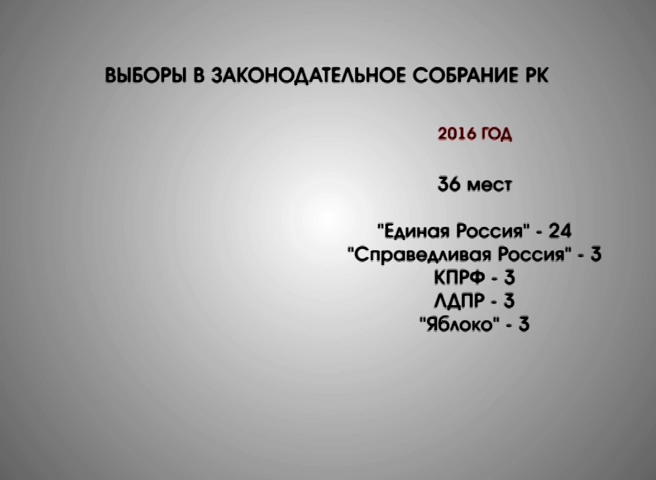 ВЫБОРЫ В ЗАКОНОДАТЕЛЬНОЕ СОБРАНИЕ РК
2016 ГОД
36 мест
"Единая Россия" - 24
"Справедливая Россия" - 3
КПРФ - 3
ЛДПР - 3
"Яблоко" - 3